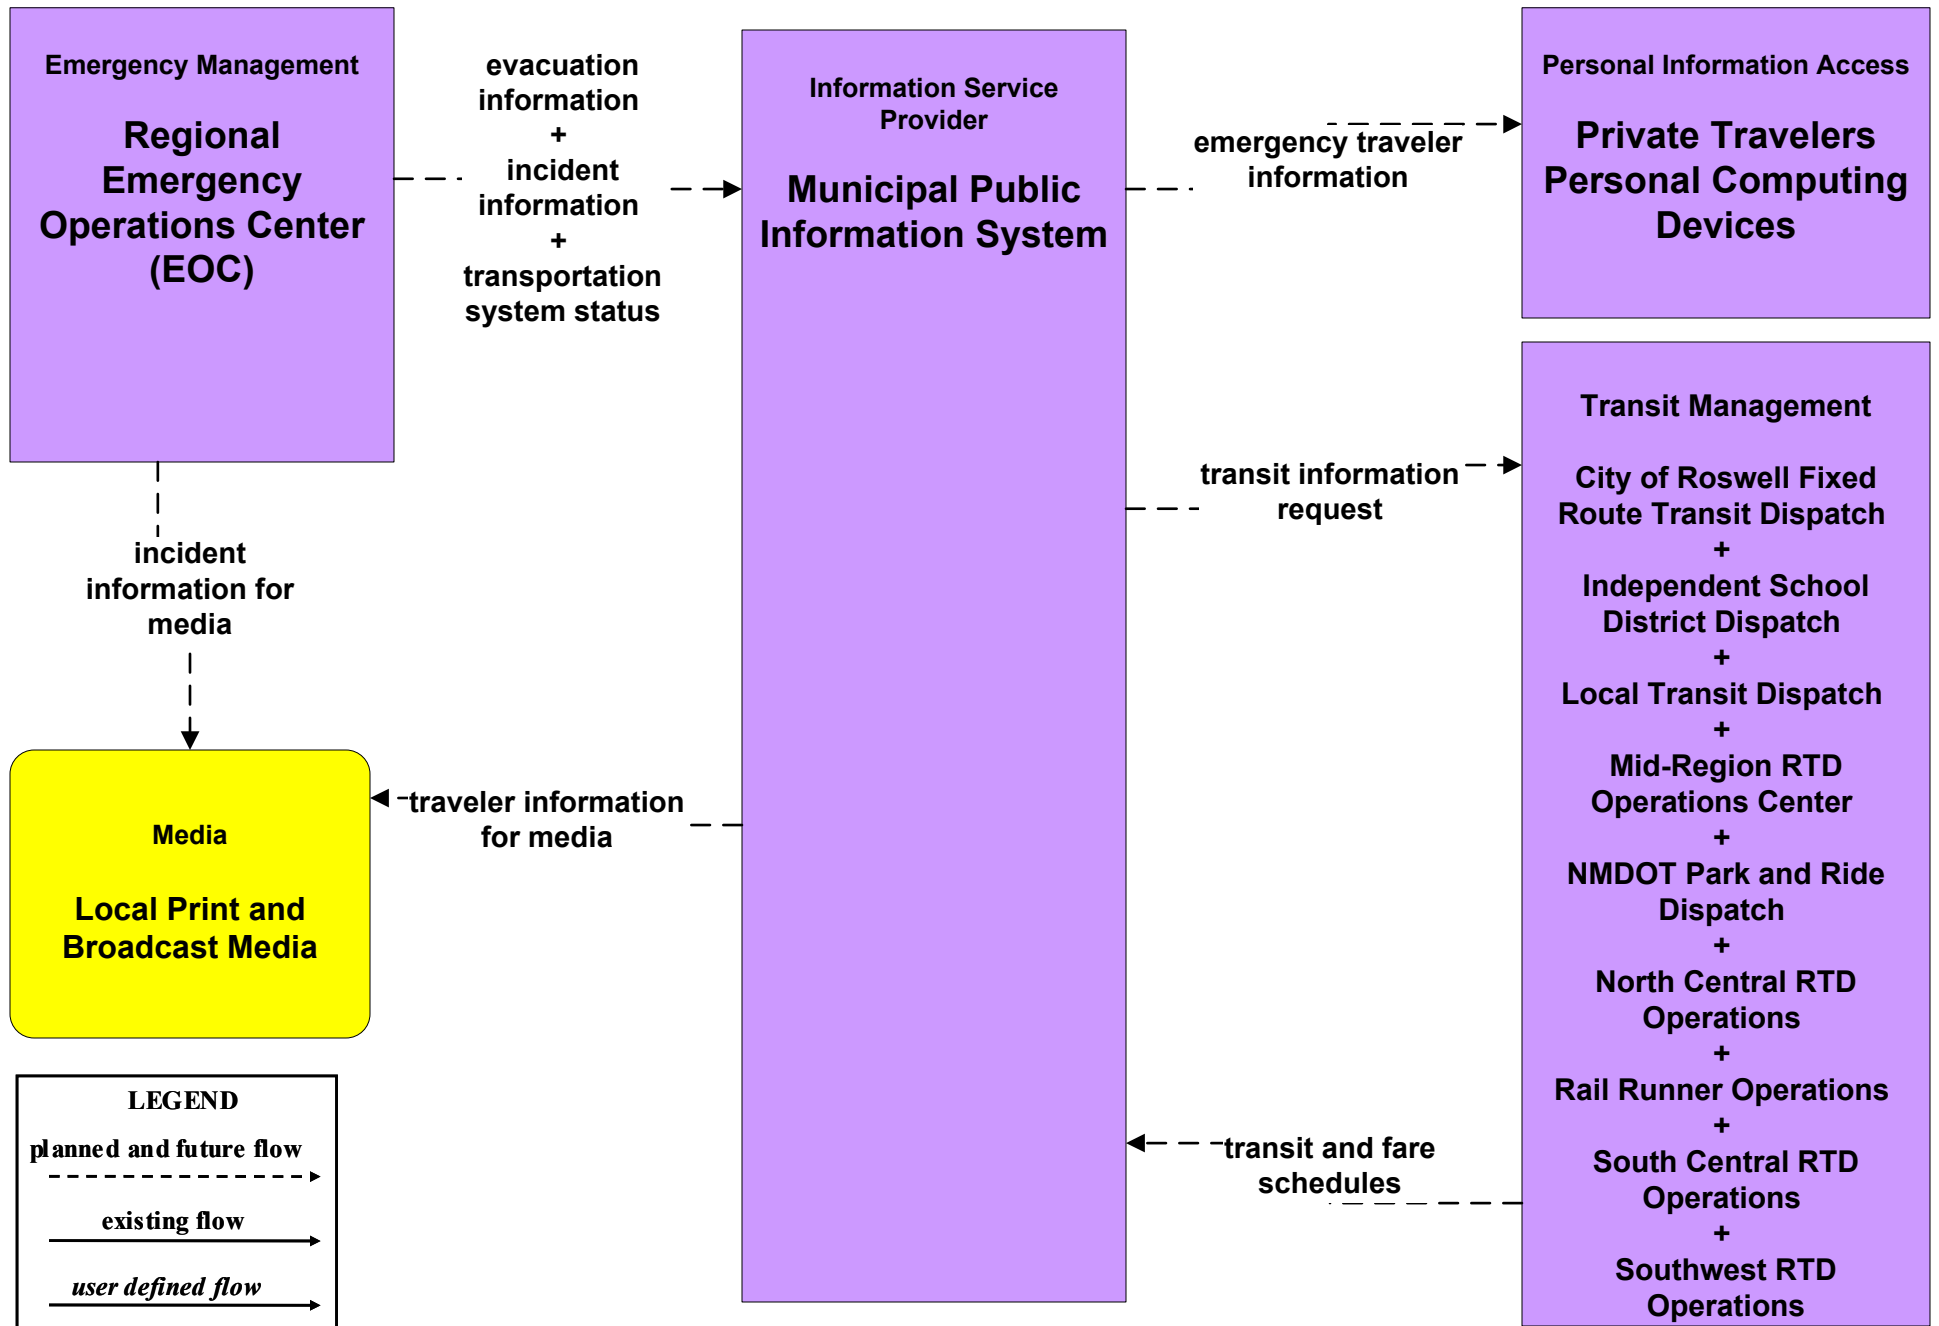 Emergency Management
Regional
Emergency
Operations Center
(EOC)
evacuation
information
+
incident
information
+
transportation
system status
Information Service
Provider
Municipal Public
Information System
emergency traveler
information
Personal Information Access
Private Travelers
Personal Computing
Devices
transit information
request
Transit Management
City of Roswell Fixed
Route Transit Dispatch
+
Independent School
District Dispatch
+
Local Transit Dispatch
+
Mid-Region RTD
Operations Center
+
NMDOT Park and Ride
Dispatch
+
North Central RTD
Operations
+
Rail Runner Operations
+
South Central RTD
Operations
+
Southwest RTD
Operations
incident
information for
media
traveler information
for media
Media
Local Print and
Broadcast Media
transit and fare
schedules
LEGEND
planned and future flow
existing flow
user defined flow